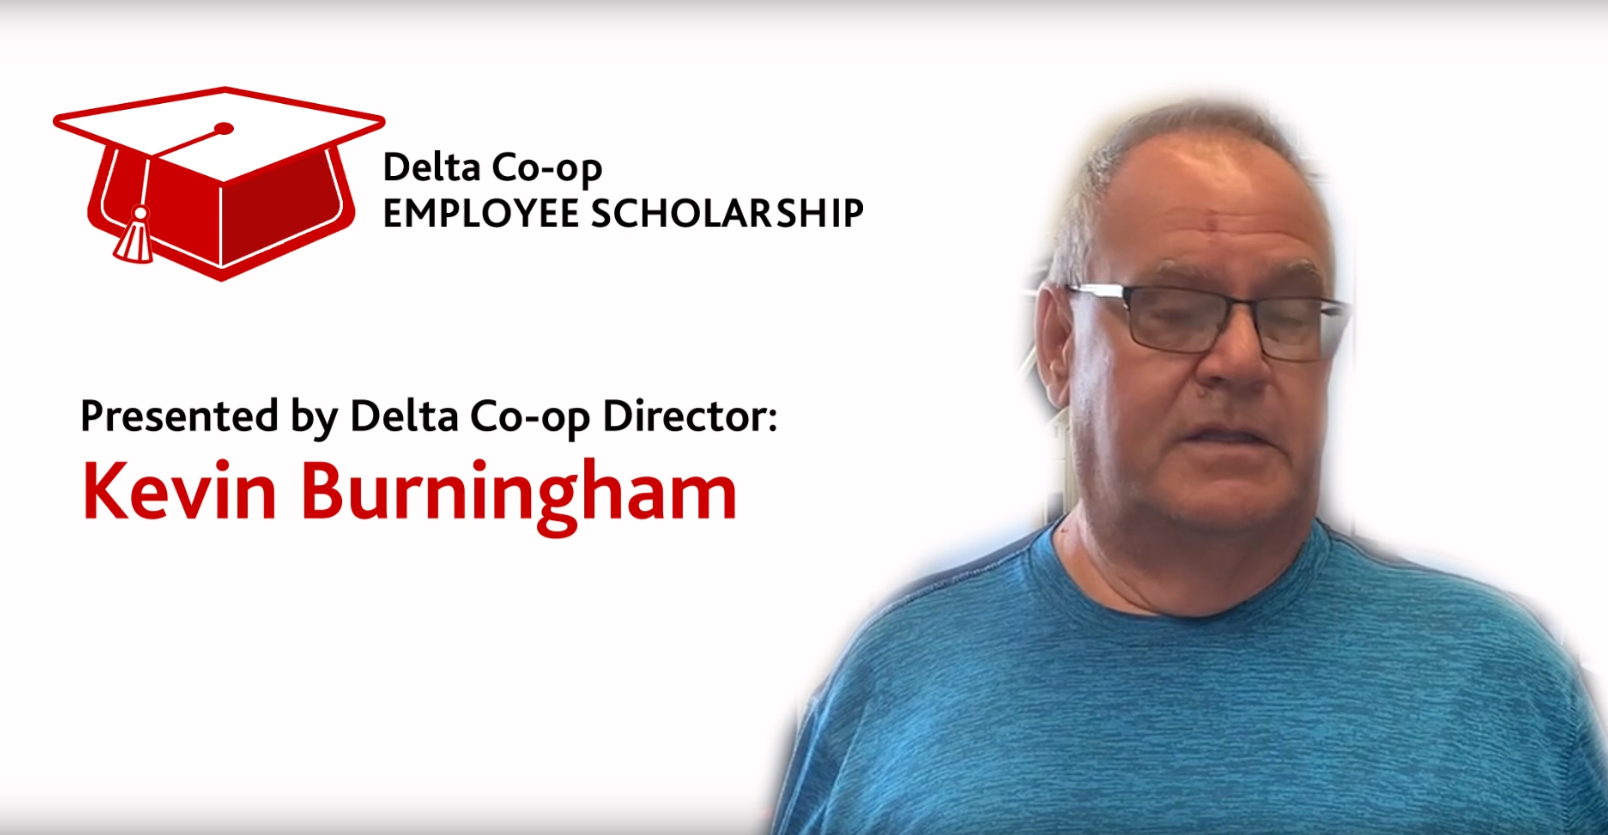 Delta Co-op
EMPLOYEE SCHOLARSHIP
Presented by Delta Co-op Director:
Kevin Burningham